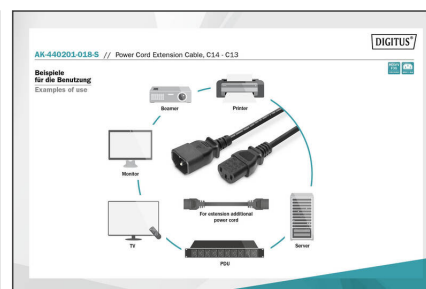 DIGITUS®
AK-440201-018-S // Power Cord Extension Cable, C14 - C13
Beispiele
für die Benutzung
Examples of use
Boomer
Printer
Monitor
For extension additional
power cord
TV
Server
PDU